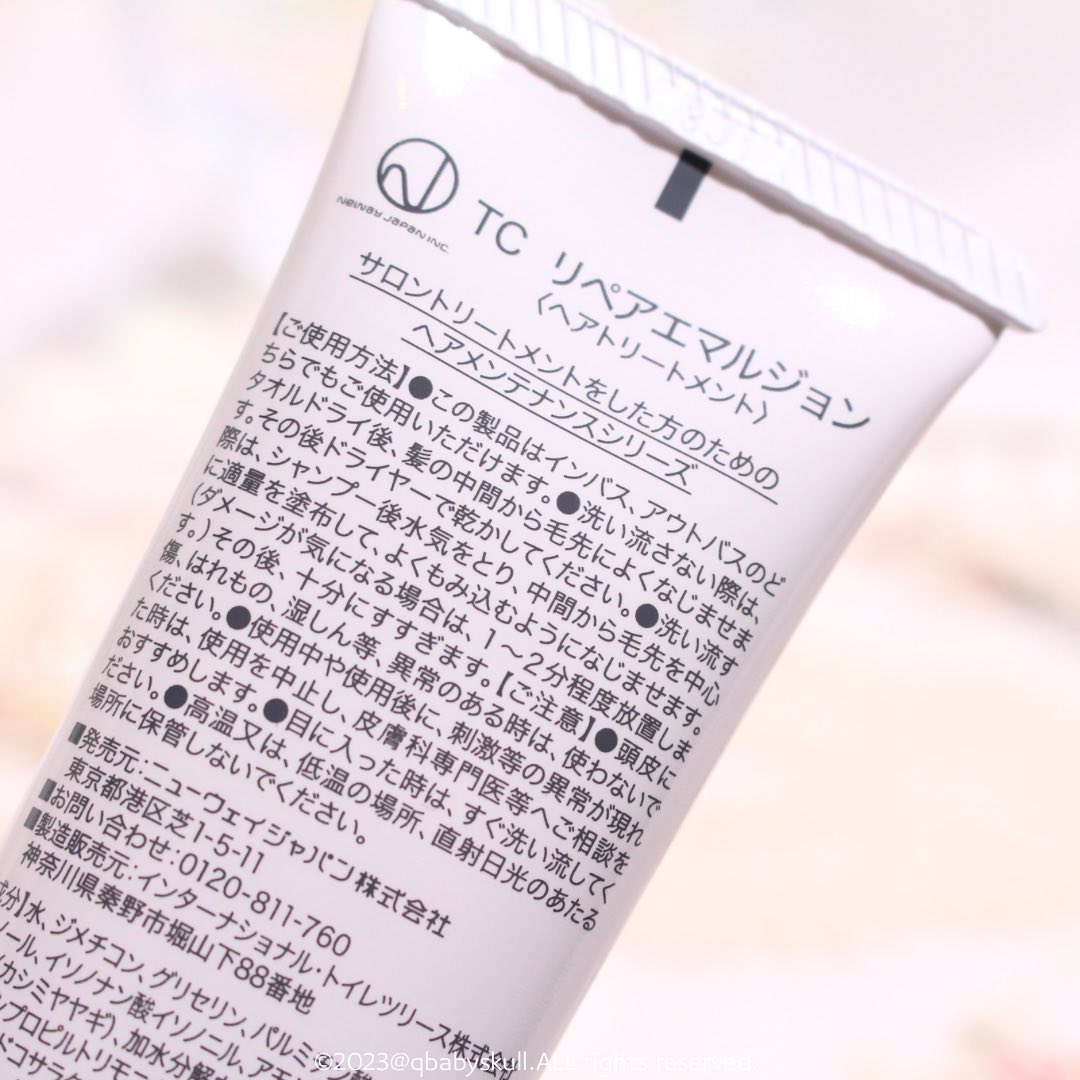 Neway Japan Inc.
TC リペアエマルジョン
〈ヘアトリートメント〉
サロントリートメントをした方のための
ヘアメンテナンスシリーズ
【ご使用方法】●この製品はインバス、アウトバスのど
ちらでもご使用いただけます。●洗い流さない際は、
タオルドライ後、髪の中間から毛先によくなじませま
す。その後ドライヤーで乾かしてください。●洗い流す
際は、シャンプー後水気をとり、中間から毛先を中心
に適量を塗布して、よくもみ込むようになじませます。
(ダメージが気になる場合は、1〜2分程度放置しま
す。)その後、十分にすすぎます。【ご注意】●頭皮に
傷、はれもの、湿しん等、異常のある時は、使わないで
ください。●使用中や使用後に、刺激等の異常が現れ
た時は、使用を中止し、皮膚科専門医等へご相談を
おすすめします。●目に入った時は、すぐ洗い流してく
ださい。●高温又は、低温の場所、直射日光のあたる
場所に保管しないでください。
■発売元:ニューウェイジャパン株式会社
東京都港区芝1-5-11
■お問い合わせ:0120-811-760
■製造販売元:インターナショナル・トイレツリース株式会
神奈川県秦野市堀山下88番地
成分】水、ジメチコン、グリセリン、パルミ
ノール、イソノナン酸イソノニル、アモ
カシミヤヤギ)、加水分解
プロピルトリモ
ドコサラ
©2023@qbabyskull.ALL rights reserved.